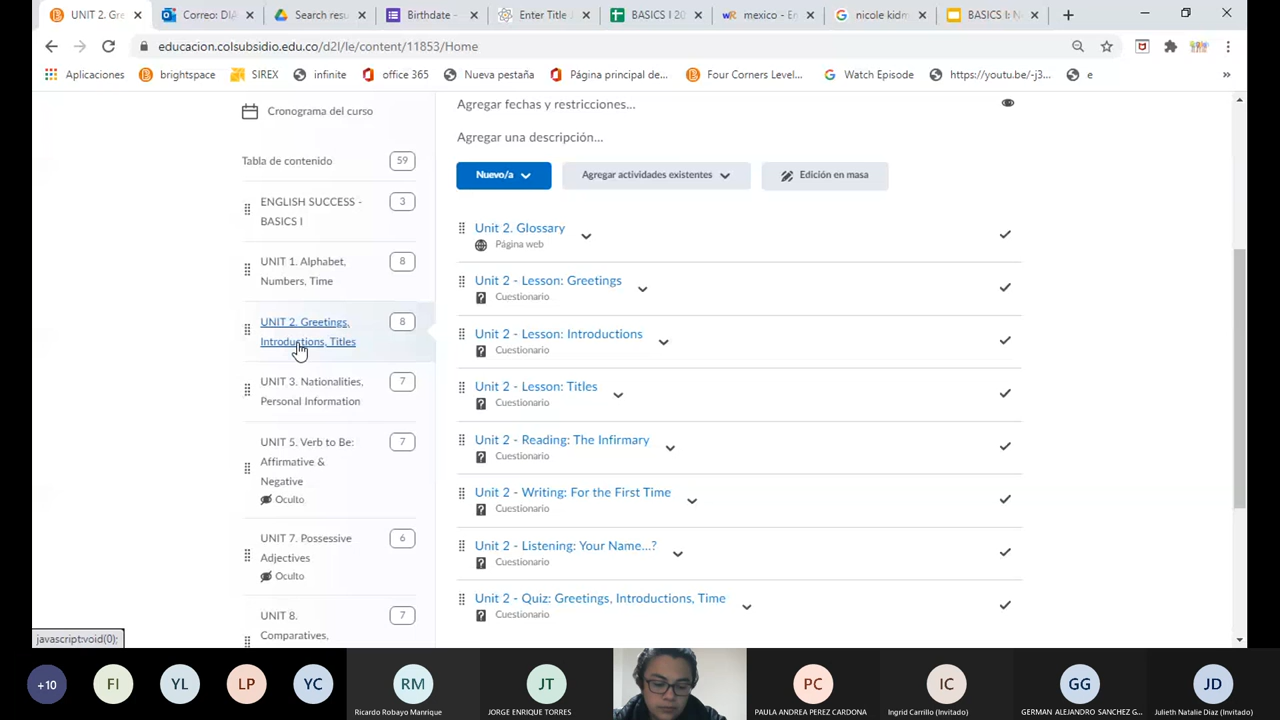 UNIT 2. Gr
Correo: DIA
Search resu
Birthdate -
Enter Title
BASICS I 20
mexico - En
nicole kidm
BASICS I: N
educacion.colsubsidio.edu.co/d2l/le/content/11853/Home
Aplicaciones
brightspace
SIREX
infinite
office 365
Nueva pestaña
Página principal de...
Four Corners Level...
Watch Episode
https://youtu.be/-j3...
e
»
Cronograma del curso
Tabla de contenido
59
ENGLISH SUCCESS -
BASICS I
3
UNIT 1. Alphabet,
Numbers, Time
8
UNIT 2. Greetings,
Introductions, Titles
8
UNIT 3. Nationalities,
Personal Information
7
UNIT 5. Verb to Be:
Affirmative &
Negative
Oculto
7
UNIT 7. Possessive
Adjectives
Oculto
6
UNIT 8.
Comparatives,
7
Agregar fechas y restricciones...
Agregar una descripción...
Nuevo/a
Agregar actividades existentes
Edición en masa
Unit 2. Glossary
Página web
Unit 2 - Lesson: Greetings
Cuestionario
Unit 2 - Lesson: Introductions
Cuestionario
Unit 2 - Lesson: Titles
Cuestionario
Unit 2 - Reading: The Infirmary
Cuestionario
Unit 2 - Writing: For the First Time
Cuestionario
Unit 2 - Listening: Your Name...?
Cuestionario
Unit 2 - Quiz: Greetings, Introductions, Time
Cuestionario
javascript:void(0);
+10
FI
YL
LP
YC
RM
Ricardo Robayo Manrique
JT
JORGE ENRIQUE TORRES
PC
PAULA ANDREA PEREZ CARDONA
IC
Ingrid Carrillo (Invitado)
GG
GERMAN ALEJANDRO SANCHEZ G...
JD
Julieth Natalie Diaz (Invitado)